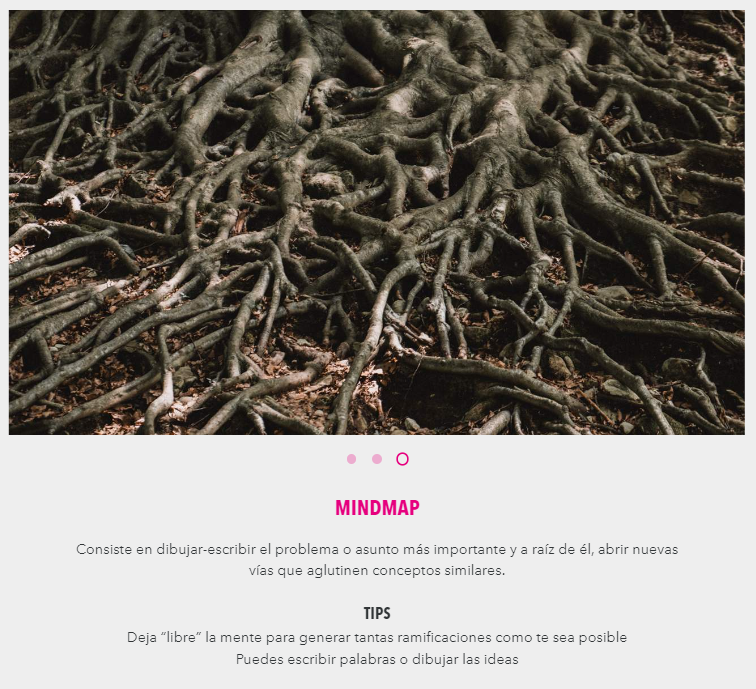 MINDMAP
Consiste en dibujar-escribir el problema o asunto más importante y a raíz de él, abrir nuevas
vías que aglutinen conceptos similares.
TIPS
Deja “libre” la mente para generar tantas ramificaciones como te sea posible
Puedes escribir palabras o dibujar las ideas